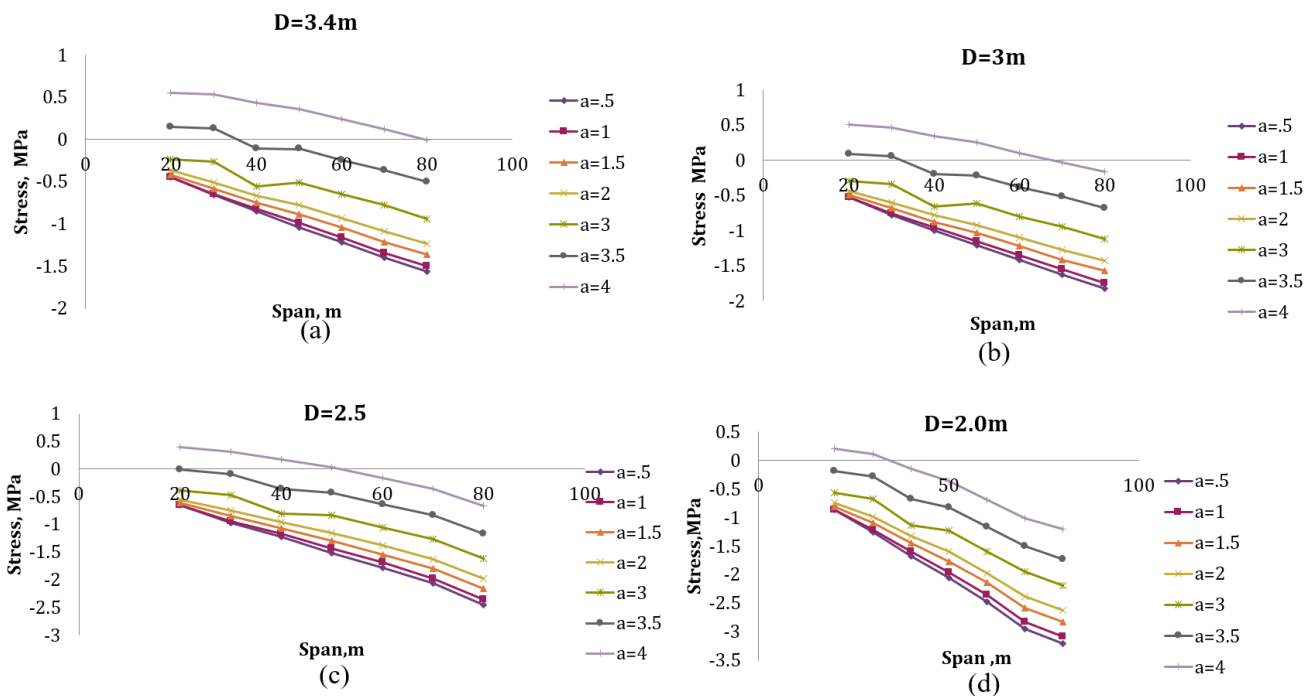 D=3.4m
1
0.5
0
-0.5
-1
-1.5
-2
0 20 40 60 80 100
Stress, MPa
Span, m
a=.5
a=1
a=1.5
a=2
a=3
a=3.5
a=4
(a)
D=3m
1
0.5
0
-0.5
-1
-1.5
-2
0 20 40 60 80 100
Stress MPa
Span,m
a=.5
a=1
a=1.5
a=2
a=3
a=3.5
a=4
(b)
D=2.5
1
0.5
0
-0.5
-1
-1.5
-2
-2.5
-3
0 20 40 60 80 100
Stress, MPa
Span,m
a=.5
a=1
a=1.5
a=2
a=3
a=3.5
a=4
(c)
D=2.0m
0.5
0
-0.5
-1
-1.5
-2
-2.5
-3
-3.5
0 50 100
Stress,MPa
Span ,m
a=.5
a=1
a=1.5
a=2
a=3
a=3.5
a=4
(d)